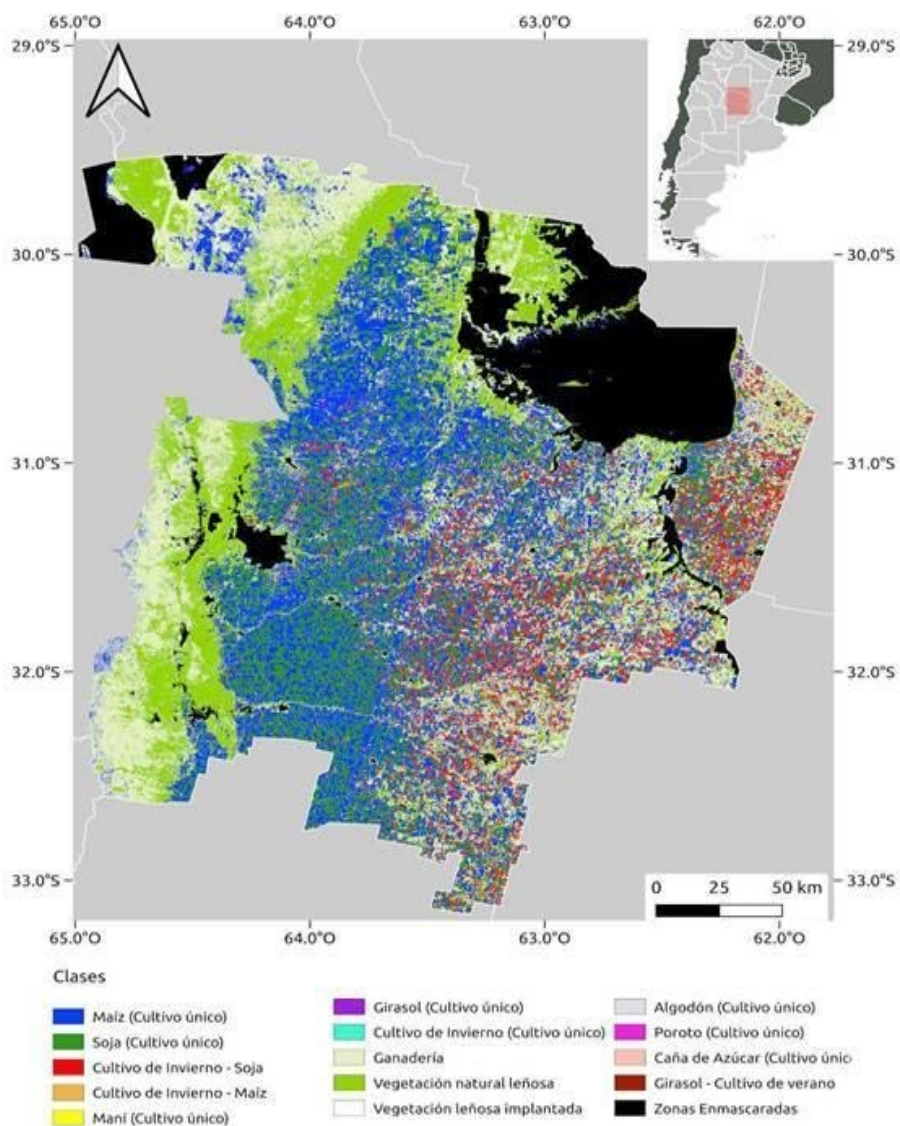 65.0°O 64.0°O 63.0°O 62.0°O
29.0°S 29.0°S
30.0°S 30.0°S
31.0°S 31.0°S
32.0°S 32.0°S
33.0°S 33.0°S
0 25 50 km
65.0°O 64.0°O 63.0°O 62.0°O
Clases
Maíz (Cultivo único)
Soja (Cultivo único)
Cultivo de Invierno - Soja
Cultivo de Invierno - Maíz
Maní (Cultivo único)
Girasol (Cultivo único)
Cultivo de Invierno (Cultivo único)
Ganadería
Vegetación natural leñosa
Vegetación leñosa implantada
Algodón (Cultivo único)
Poroto (Cultivo único)
Caña de Azúcar (Cultivo únic
Girasol - Cultivo de verano
Zonas Enmascaradas